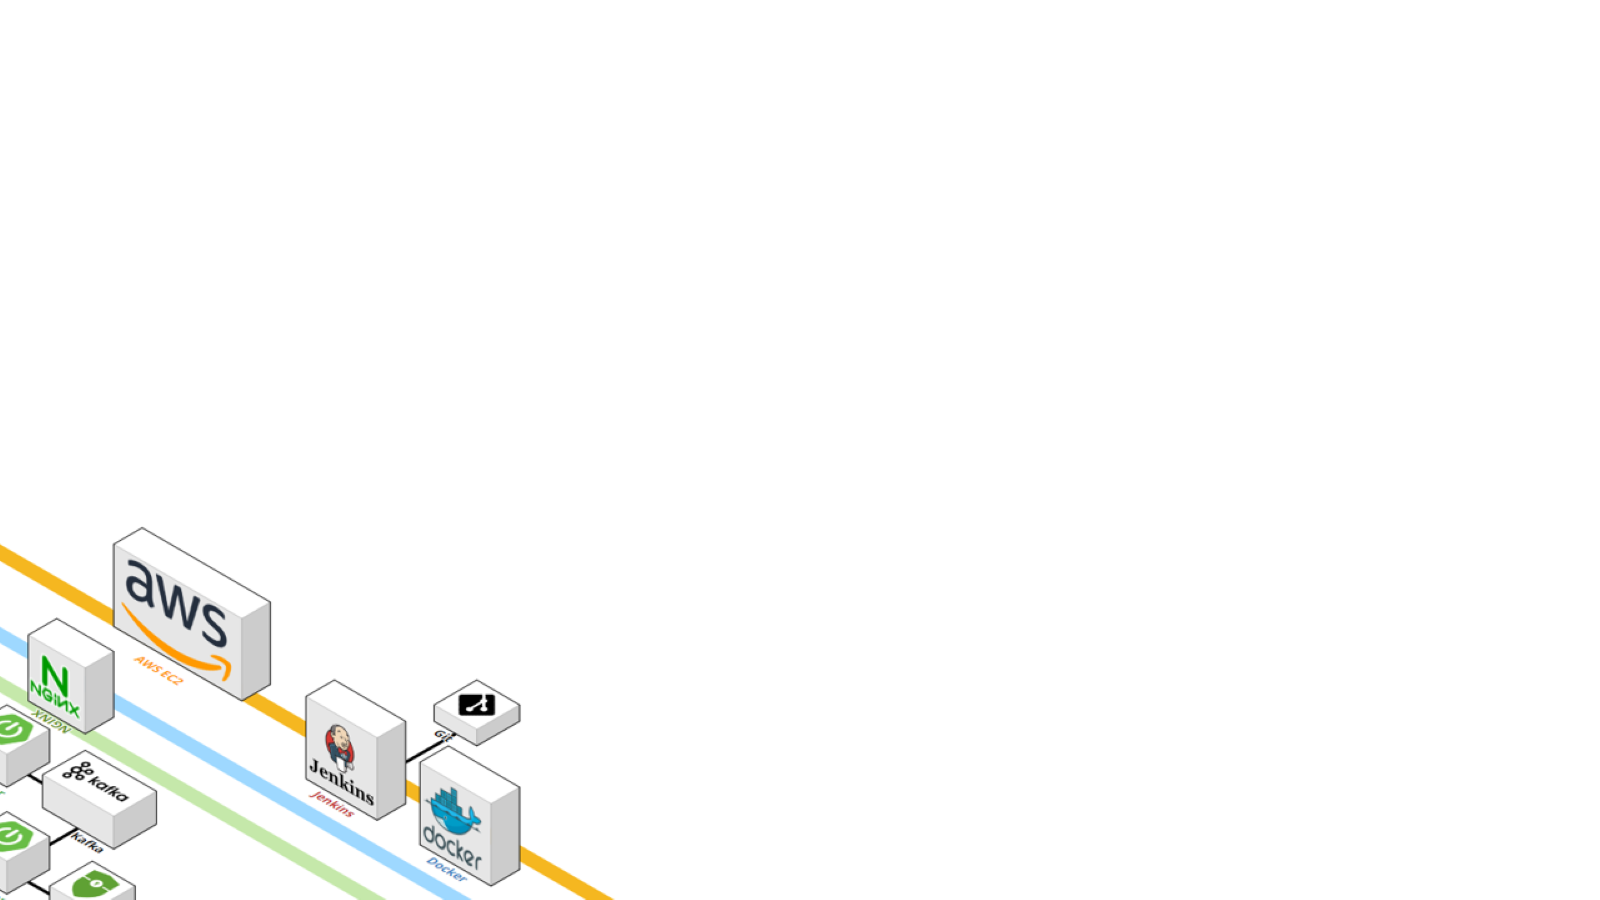 aws
AWS EC2
N
NGINX
NGINX
Jenkins
Jenkins
Git
docker
Docker
kafka
Kafka